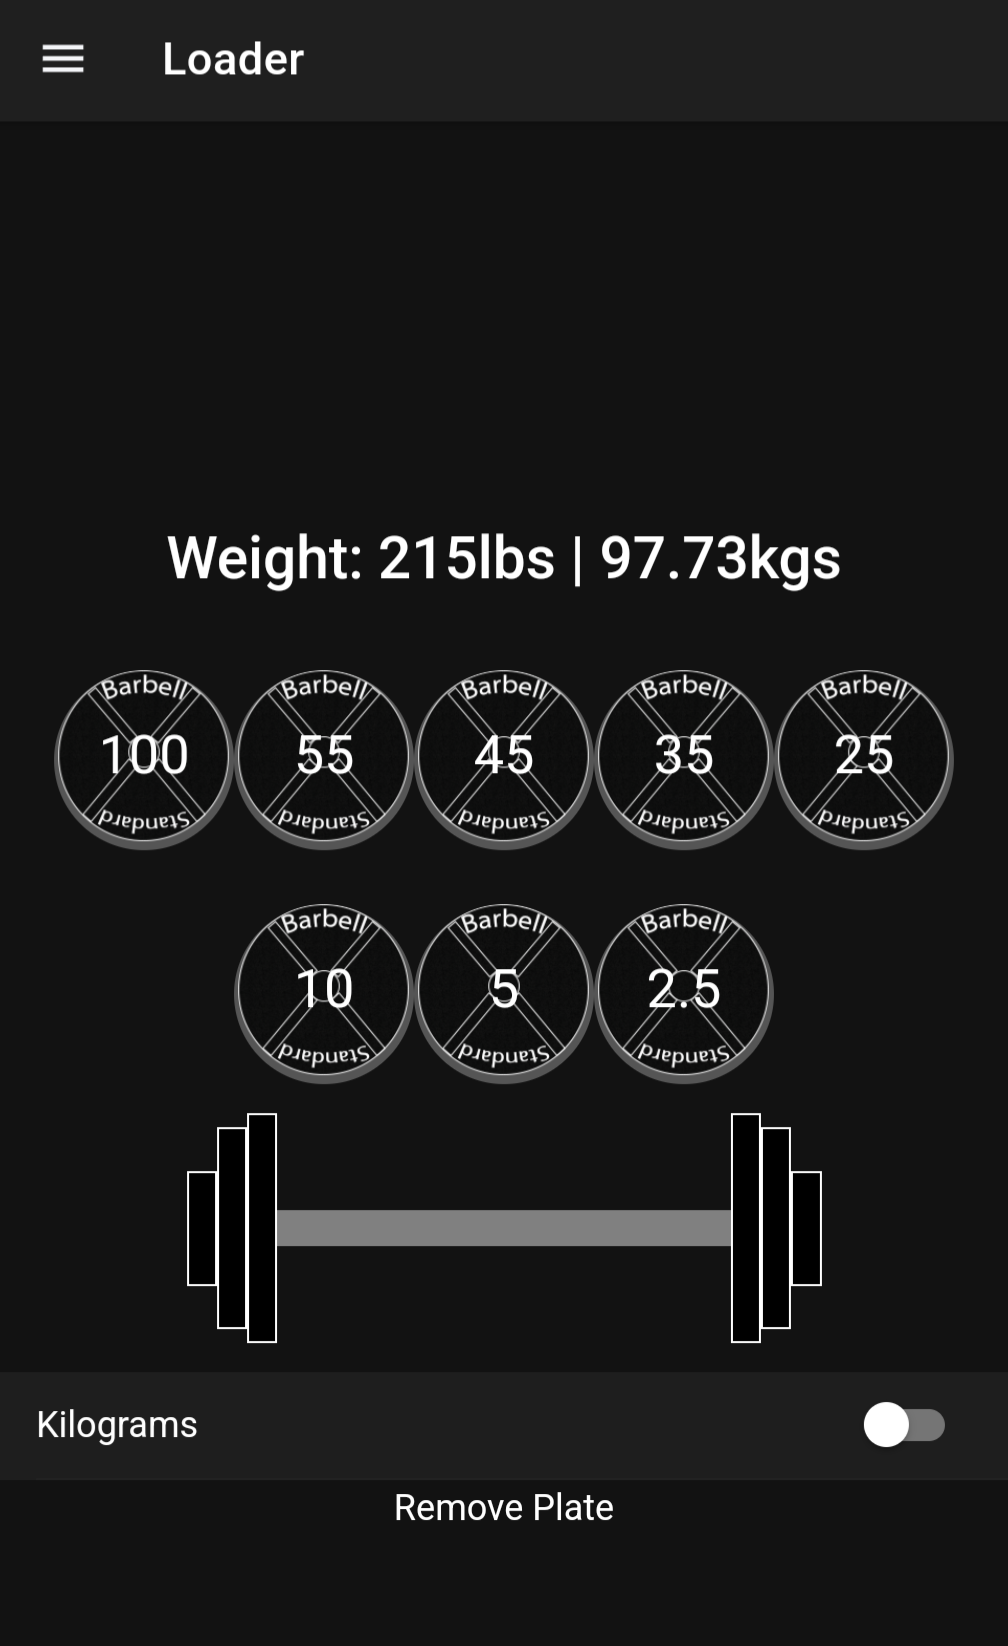 Loader
Weight: 215lbs | 97.73kgs
Barbell Barbell Barbell Barbell Barbell
100 55 45 35 25
Standard Standard Standard Standard Standard
Barbell Barbell Barbell
10 5 2.5
Standard Standard Standard
Kilograms
Remove Plate